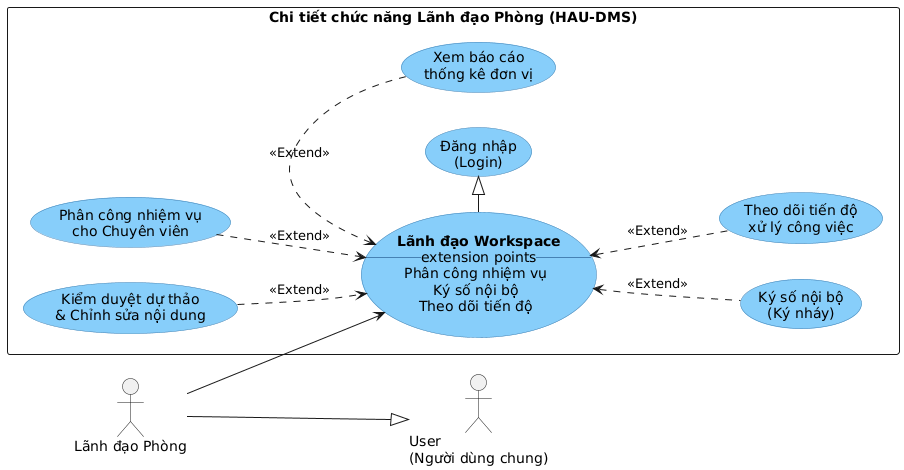 Chi tiết chức năng Lãnh đạo Phòng (HAU-DMS)
Xem báo cáo
thống kê đơn vị
«Extend»
Đăng nhập
(Login)
Phân công nhiệm vụ
cho Chuyên viên
«Extend»
Lãnh đạo Workspace
extension points
Phân công nhiệm vụ
Ký số nội bộ
Theo dõi tiến độ
«Extend»
Theo dõi tiến độ
xử lý công việc
Kiểm duyệt dự thảo
& Chỉnh sửa nội dung
«Extend»
«Extend»
Ký số nội bộ
(Ký nháy)
Lãnh đạo Phòng
User
(Người dùng chung)